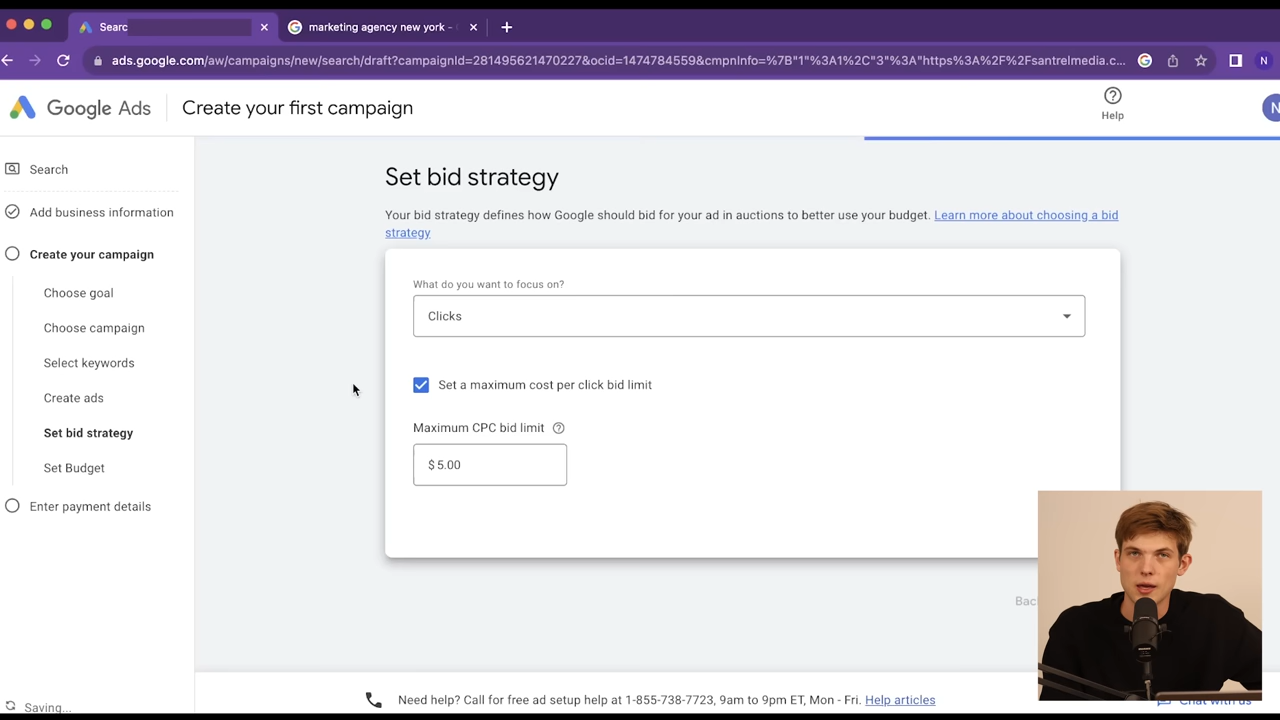 Searc
marketing agency new york -
ads.google.com/aw/campaigns/new/search/draft?campaignId=281495621470227&ocid=1474784559&cmpnInfo=%7B"1"%3A1%2C"3"%3A"https%3A%2F%2Fsantrelmedia.c...
N
Google Ads
Create your first campaign
Help
N
Search
Add business information
Create your campaign
Choose goal
Choose campaign
Select keywords
Create ads
Set bid strategy
Set Budget
Enter payment details
Saving...
Set bid strategy
Your bid strategy defines how Google should bid for your ad in auctions to better use your budget. Learn more about choosing a bid
strategy
What do you want to focus on?
Clicks
Set a maximum cost per click bid limit
Maximum CPC bid limit
$ 5.00
Bac
Need help? Call for free ad setup help at 1-855-738-7723, 9am to 9pm ET, Mon - Fri. Help articles
Chat with us